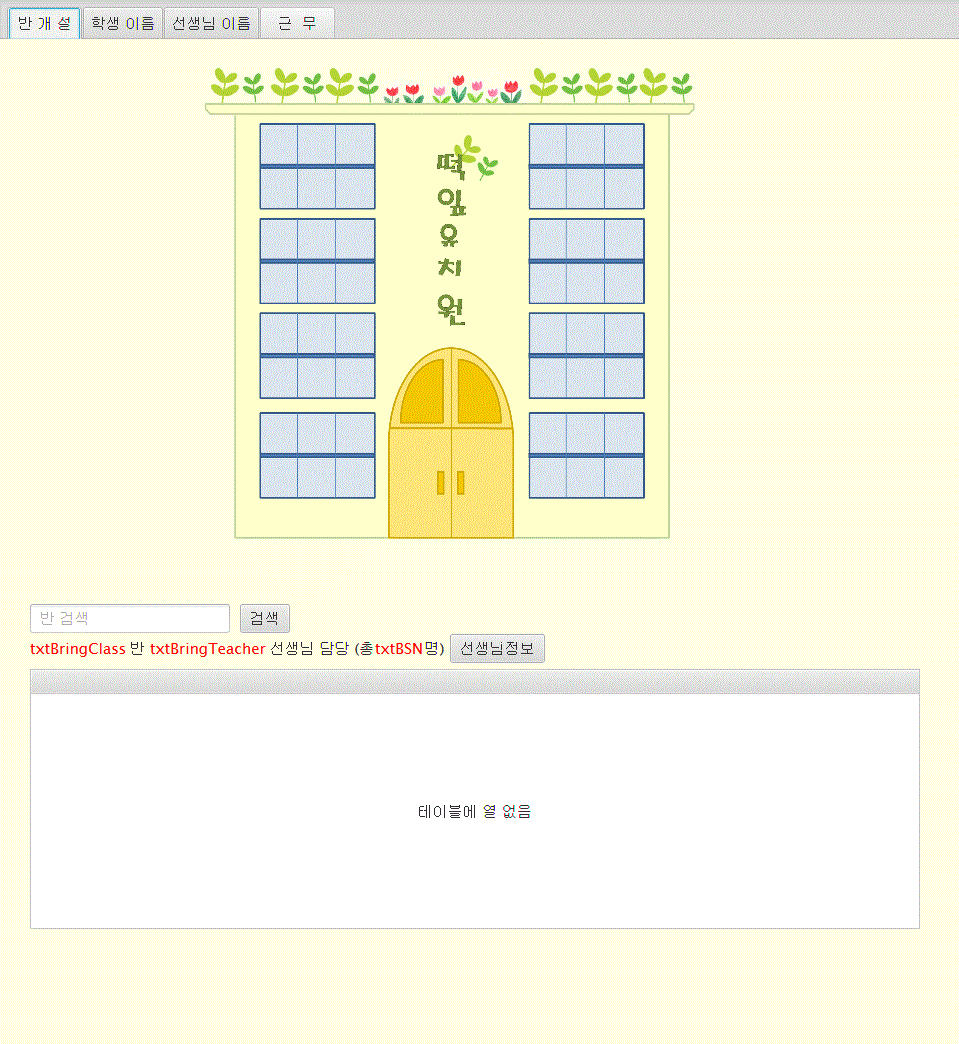 반 개 설 학생 이름 선생님 이름 근 무
떡
잎
유
치
원
반 검색 검색
txtBringClass 반 txtBringTeacher 선생님 담당 (총txtBSN명) 선생님정보
테이블에 열 없음